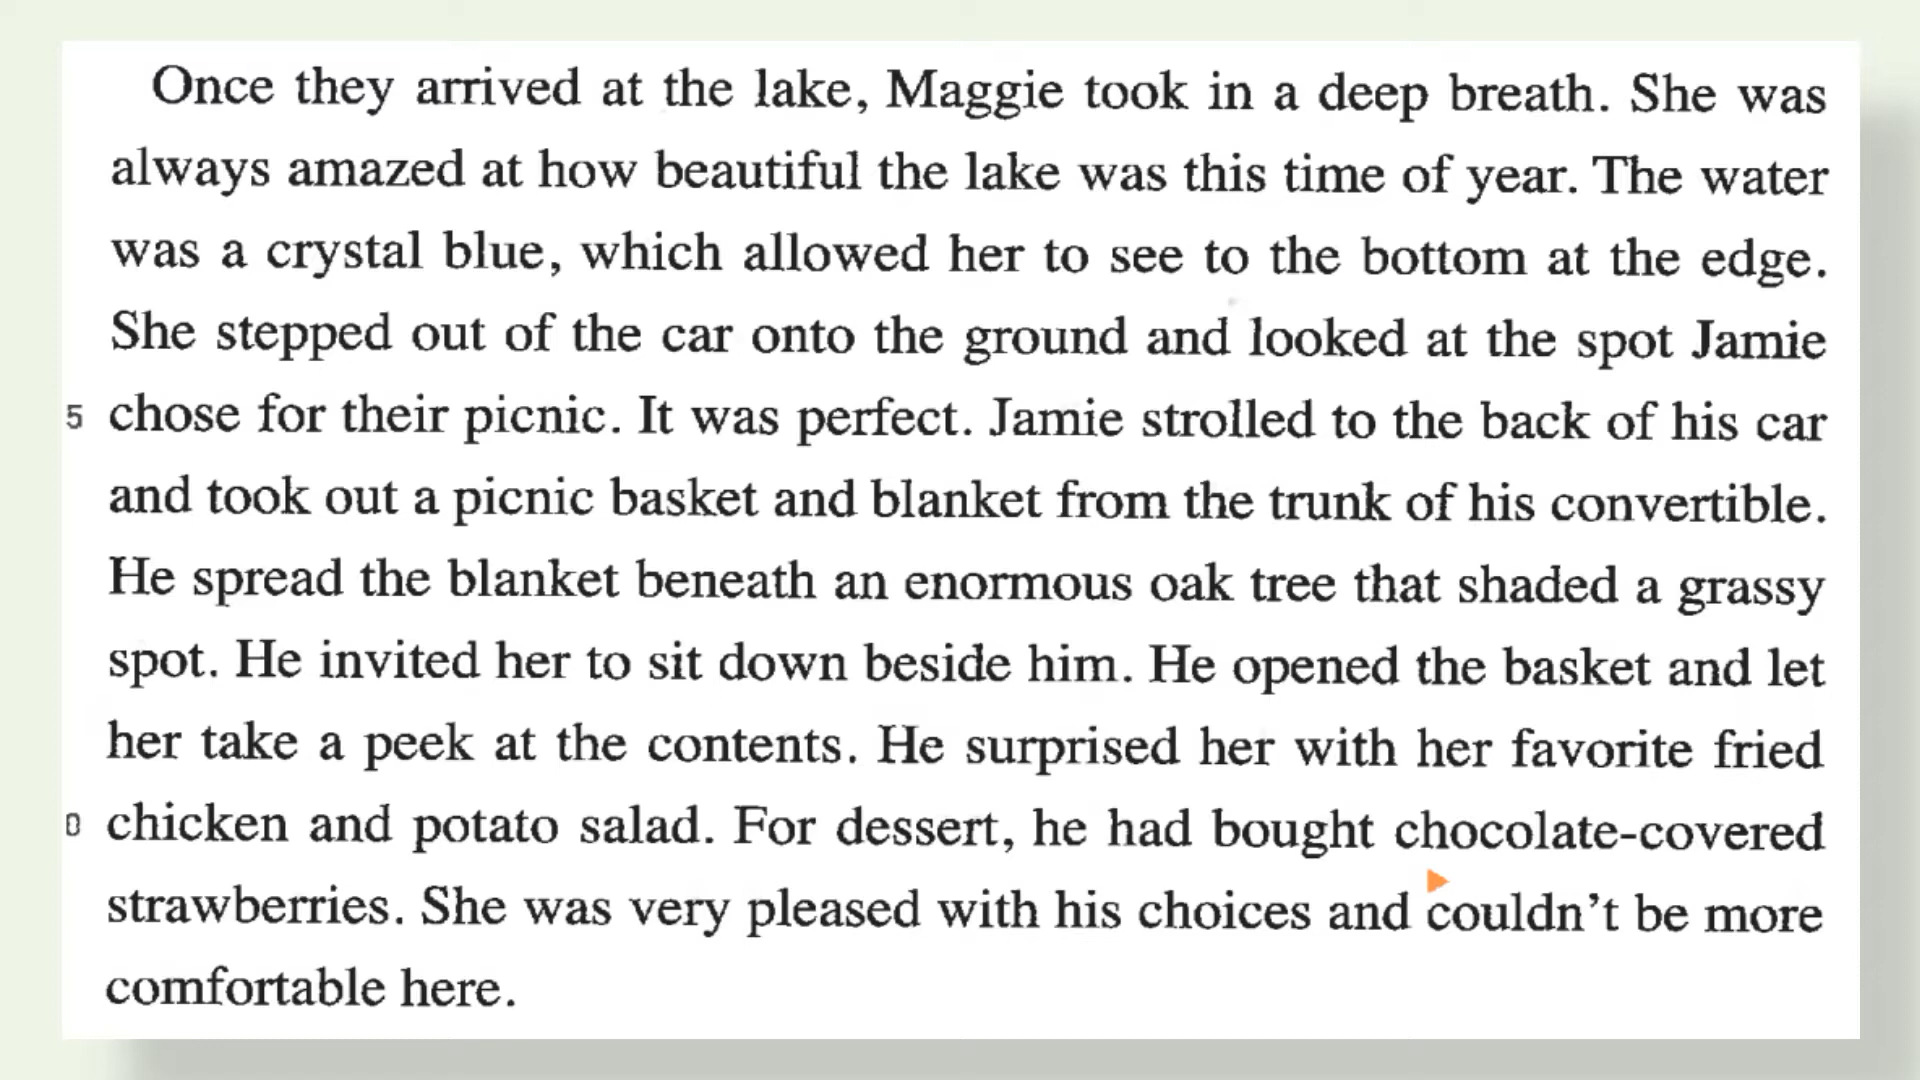 Once they arrived at the lake, Maggie took in a deep breath. She was
always amazed at how beautiful the lake was this time of year. The water
was a crystal blue, which allowed her to see to the bottom at the edge.
She stepped out of the car onto the ground and looked at the spot Jamie
5 chose for their picnic. It was perfect. Jamie strolled to the back of his car
and took out a picnic basket and blanket from the trunk of his convertible.
He spread the blanket beneath an enormous oak tree that shaded a grassy
spot. He invited her to sit down beside him. He opened the basket and let
her take a peek at the contents. He surprised her with her favorite fried
0 chicken and potato salad. For dessert, he had bought chocolate-covered
strawberries. She was very pleased with his choices and couldn't be more
comfortable here.